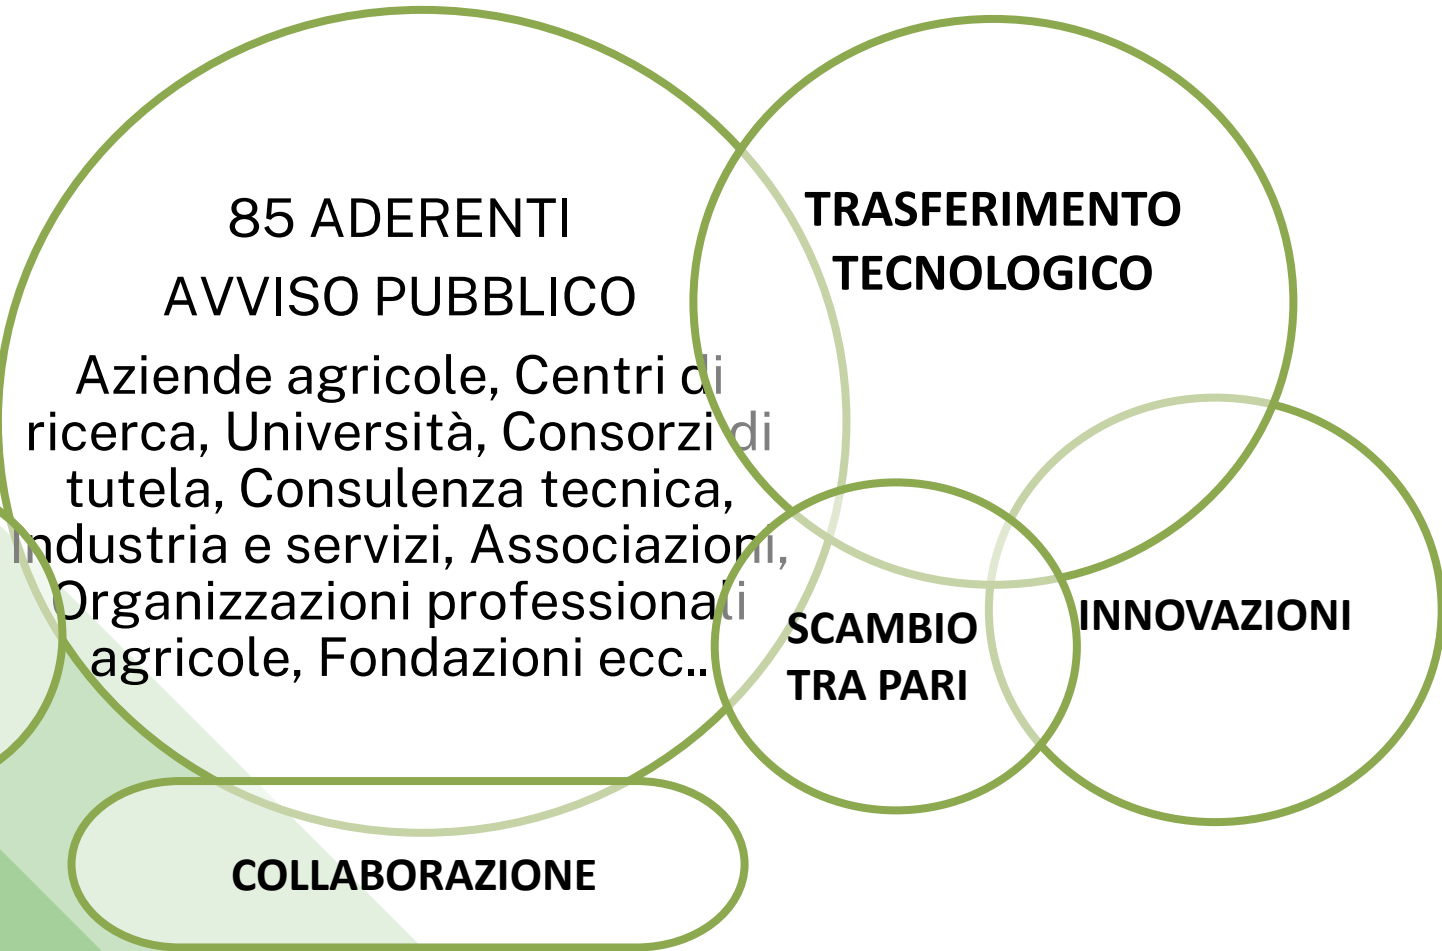 85 ADERENTI
AVVISO PUBBLICO
Aziende agricole, Centri di
ricerca, Università, Consorzi di
tutela, Consulenza tecnica,
Industria e servizi, Associazioni,
Organizzazioni professionali
agricole, Fondazioni ecc..
TRASFERIMENTO
TECNOLOGICO
SCAMBIO
TRA PARI
INNOVAZIONI
COLLABORAZIONE